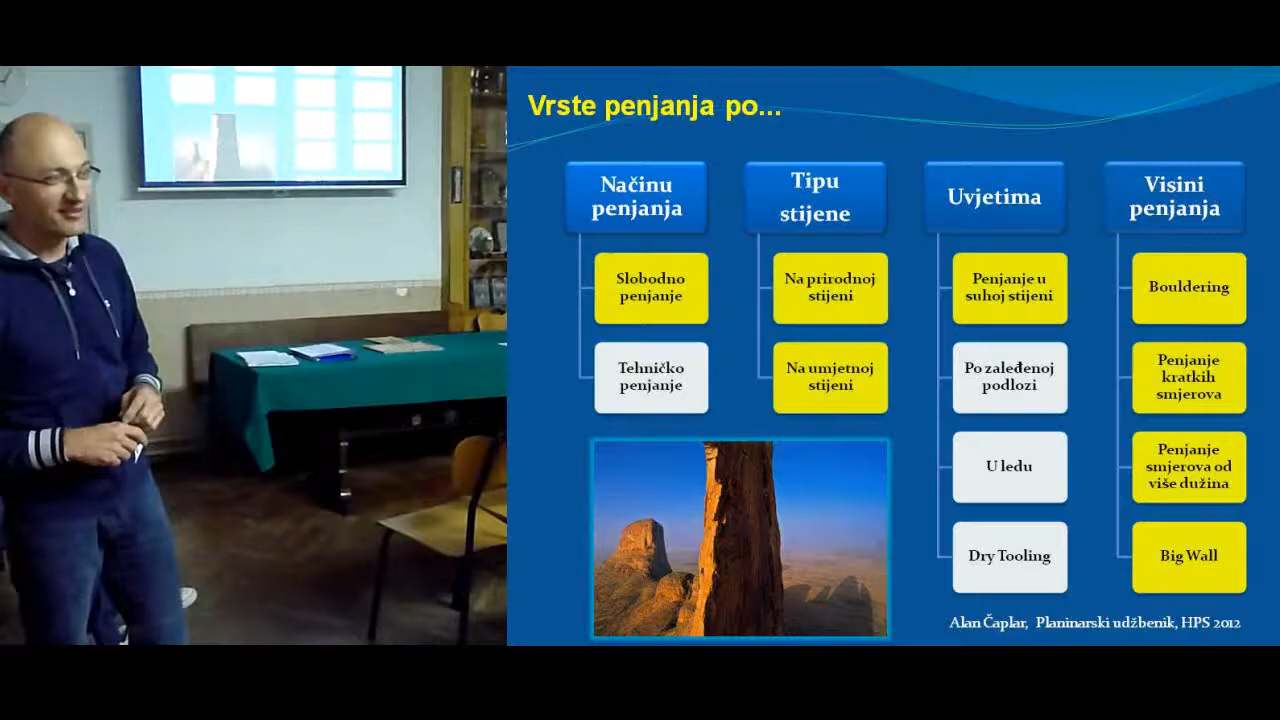 Vrste penjanja po...
Načinu
penjanja
Slobodno
penjanje
Tehničko
penjanje
Tipu
stijene
Na prirodnoj
stijeni
Na umjetnoj
stijeni
Uvjetima
Penjanje u
suhoj stijeni
Po zaleđenoj
podlozi
U ledu
Dry Tooling
Visini
penjanja
Bouldering
Penjanje
kratkih
smjerova
Penjanje
smjerova od
više dužina
Big Wall
Alan Čaplar, Planinarski udžbenik, HPS 2012